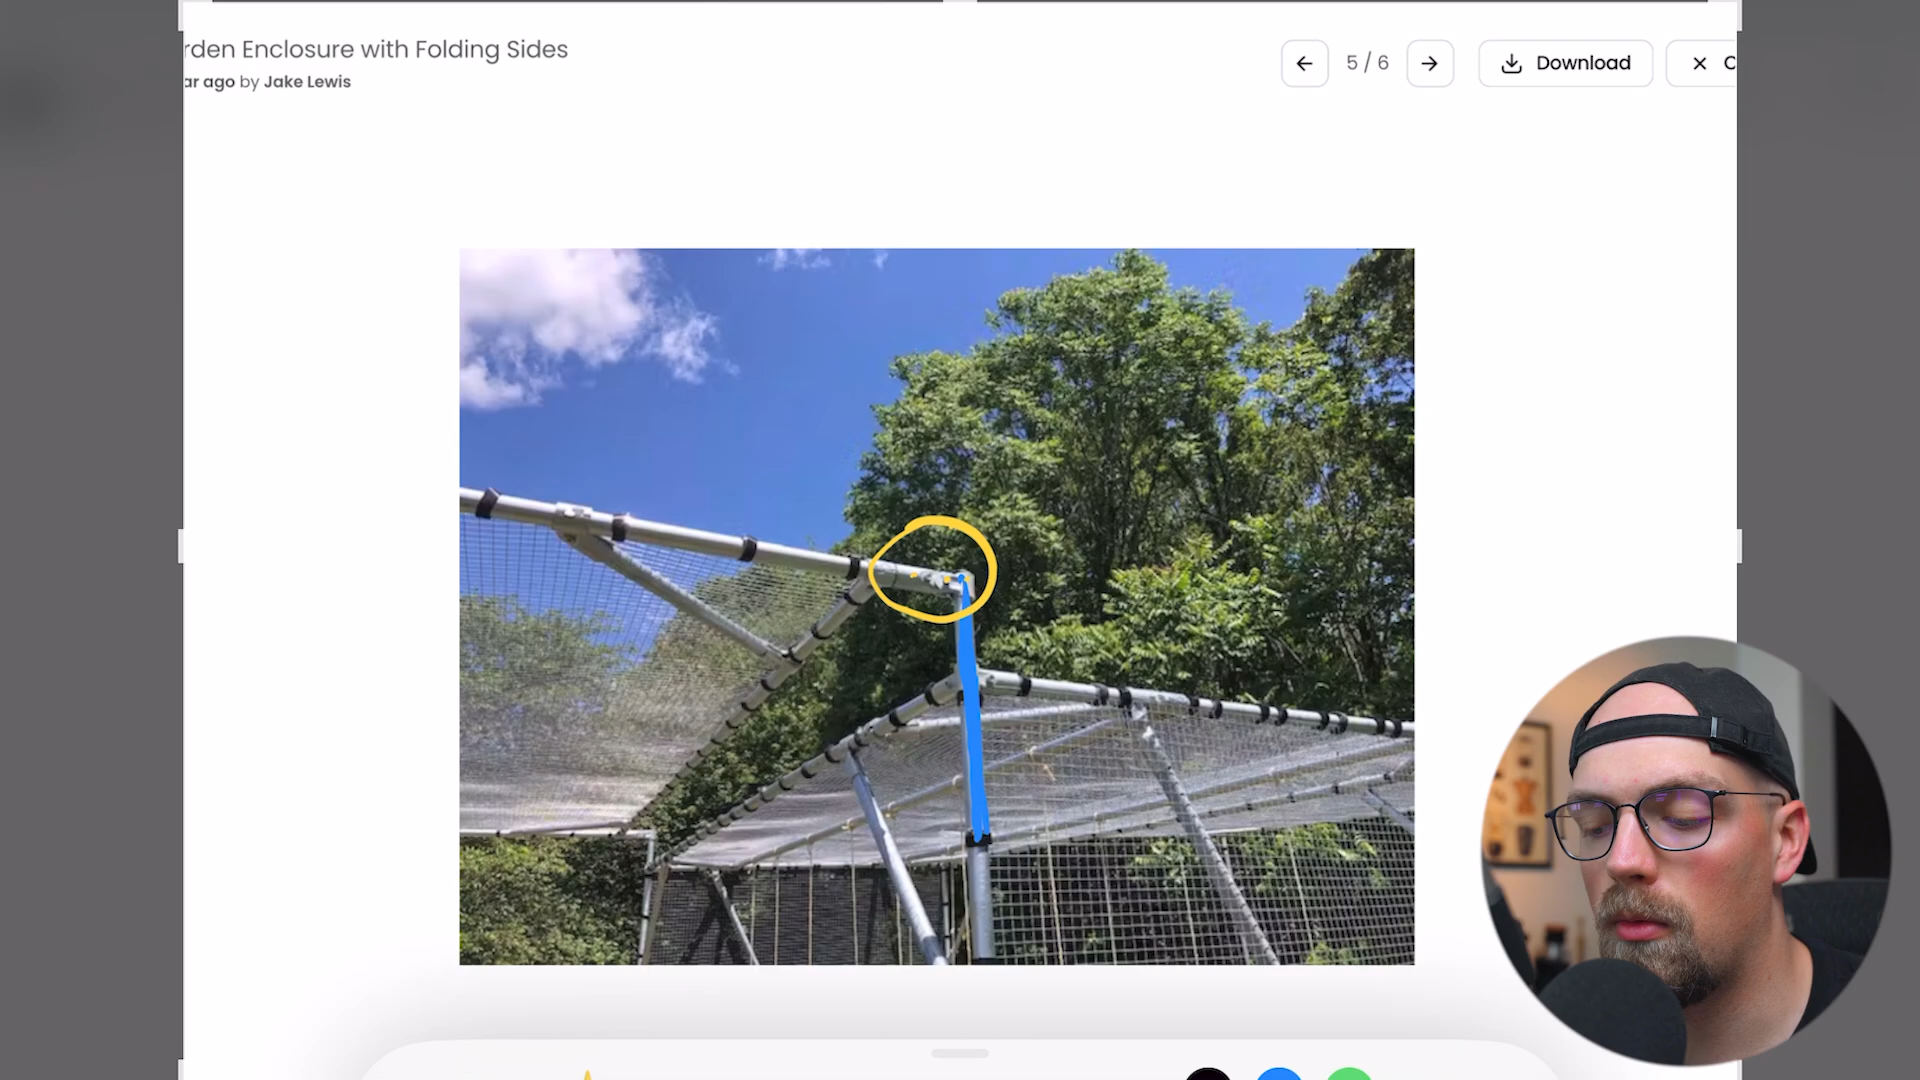 rden Enclosure with Folding Sides
ar ago by Jake Lewis
5 / 6
Download